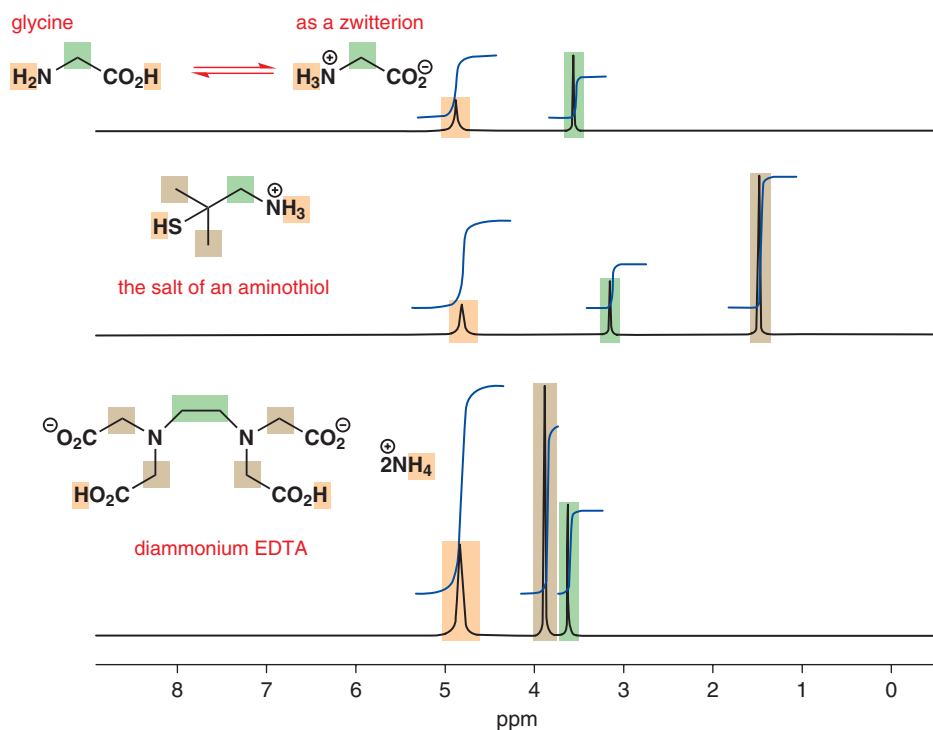 glycine
as a zwitterion
H₂N
CO₂H
⊕
H₃N
CO₂⊖
⊕
NH₃
HS
the salt of an aminothiol
⊖
O₂C
N
N
CO₂⊖
HO₂C
CO₂H
⊕
2NH₄
diammonium EDTA
8 7 6 5 4 3 2 1 0
ppm